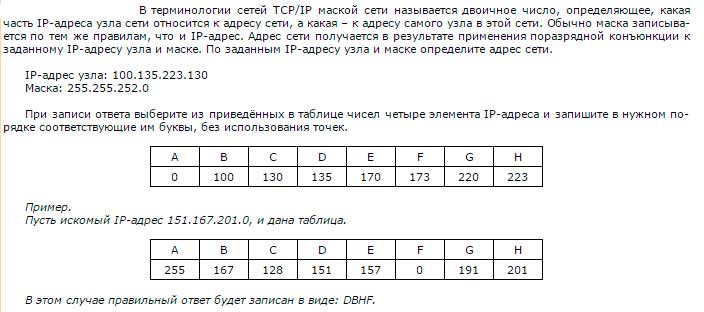 В терминологии сетей TCP/IP маской сети называется двоичное число, определяющее, какая
часть IP-адреса узла сети относится к адресу сети, а какая – к адресу самого узла в этой сети. Обычно маска записыва-
ется по тем же правилам, что и IP-адрес. Адрес сети получается в результате применения поразрядной конъюнкции к
заданному IP-адресу узла и маске. По заданным IP-адресу узла и маске определите адрес сети.
IP-адрес узла: 100.135.223.130
Маска: 255.255.252.0
При записи ответа выберите из приведённых в таблице чисел четыре элемента IP-адреса и запишите в нужном по-
рядке соответствующие им буквы, без использования точек.
A B C D E F G H
0 100 130 135 170 173 220 223
Пример.
Пусть искомый IP-адрес 151.167.201.0, и дана таблица.
A B C D E F G H
255 167 128 151 157 0 191 201
В этом случае правильный ответ будет записан в виде: DBHF.